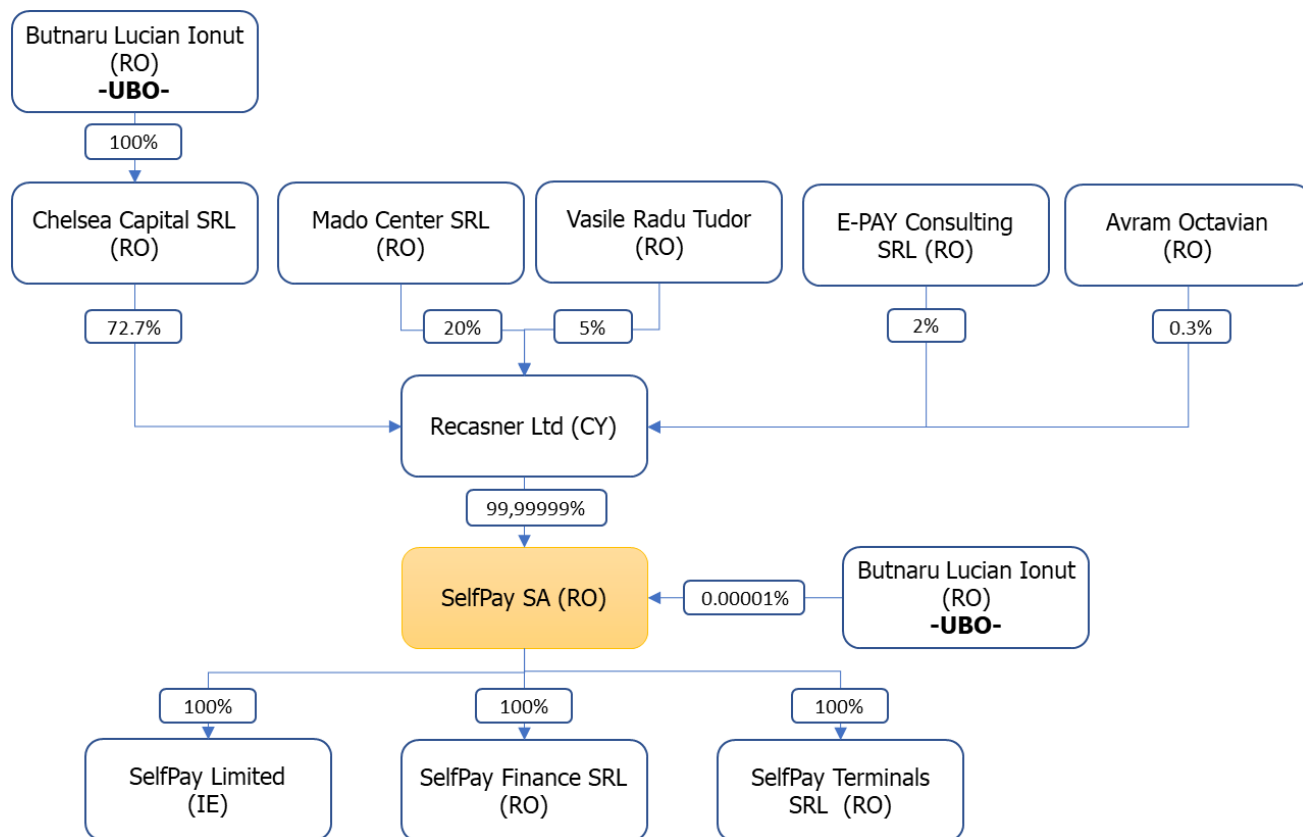 Butnaru Lucian Ionut
(RO)
-UBO-
100%
Chelsea Capital SRL
(RO)
Mado Center SRL
(RO)
Vasile Radu Tudor
(RO)
E-PAY Consulting
SRL (RO)
Avram Octavian
(RO)
72.7%
20%
5%
2%
0.3%
Recasner Ltd (CY)
99,99999%
SelfPay SA (RO)
0.00001%
Butnaru Lucian Ionut
(RO)
-UBO-
100%
100%
100%
SelfPay Limited
(IE)
SelfPay Finance SRL
(RO)
SelfPay Terminals
SRL (RO)